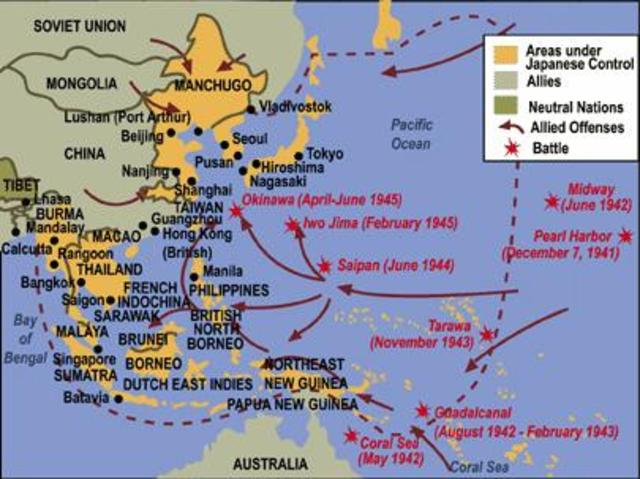 SOVIET UNION
MONGOLIA
MANCHUGO
Areas under
Japanese Control
Allies
Neutral Nations
Allied Offenses
Battle
Vladivostok
Lushan (Port Arthur)
Beijing
Seoul
Pacific
Ocean
CHINA
Pusan
Tokyo
Hiroshima
Nanjing
Nagasaki
Shanghai
TIBET
Lhasa
Okinawa (April-June 1945)
Midway
(June 1942)
BURMA
TAIWAN
Guangzhou
Iwo Jima (February 1945)
Mandalay
MACAO
Hong Kong
(British)
Pearl Harbor
(December 7, 1941)
Calcutta
Rangoon
Saipan (June 1944)
THAILAND
Manila
Bangkok
FRENCH
INDOCHINA
PHILIPPINES
Saigon
SARAWAK
BRITISH
NORTH
BORNEO
Bay
of
Bengal
MALAYA
BRUNEI
Tarawa
(November 1943)
Singapore
BORNEO
NORTHEAST
NEW GUINEA
SUMATRA
DUTCH EAST INDIES
Batavia
PAPUA NEW GUINEA
Guadalcanal
(August 1942 - February 1943)
Coral Sea
(May 1942)
AUSTRALIA
Coral Sea